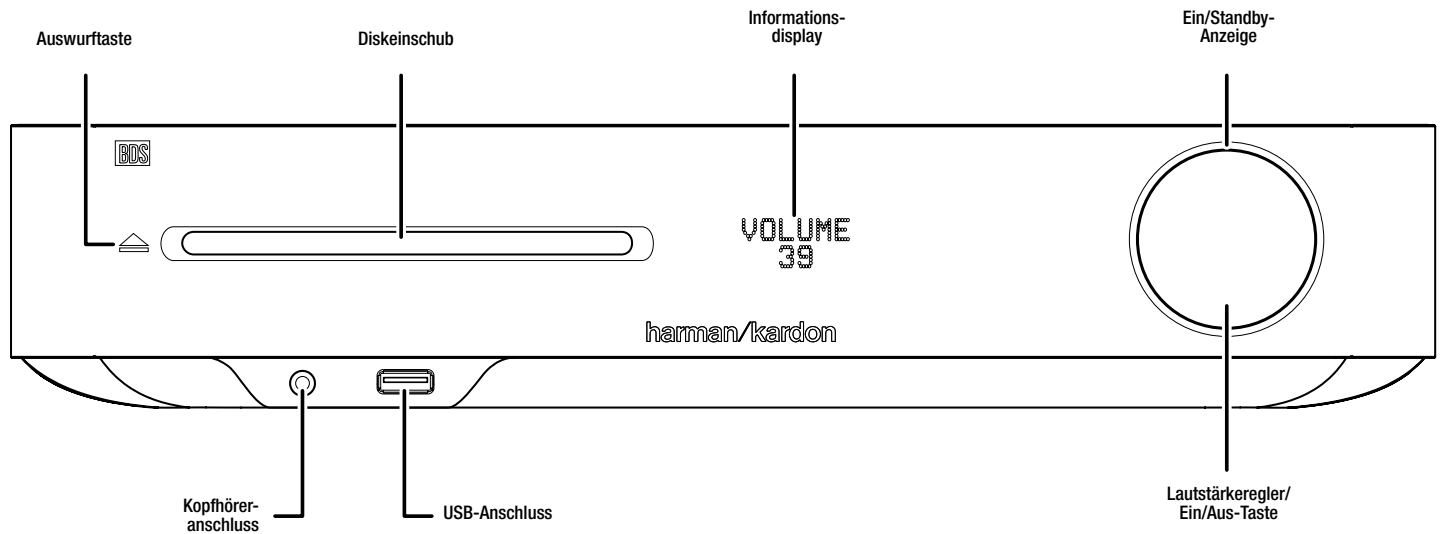 Auswurftaste
Diskeinschub
Informations-
display
Ein/Standby-
Anzeige
BDS
VOLUME
39
harman/kardon
Kopfhörer-
anschluss
USB-Anschluss
Lautstärkeregler/
Ein/Aus-Taste